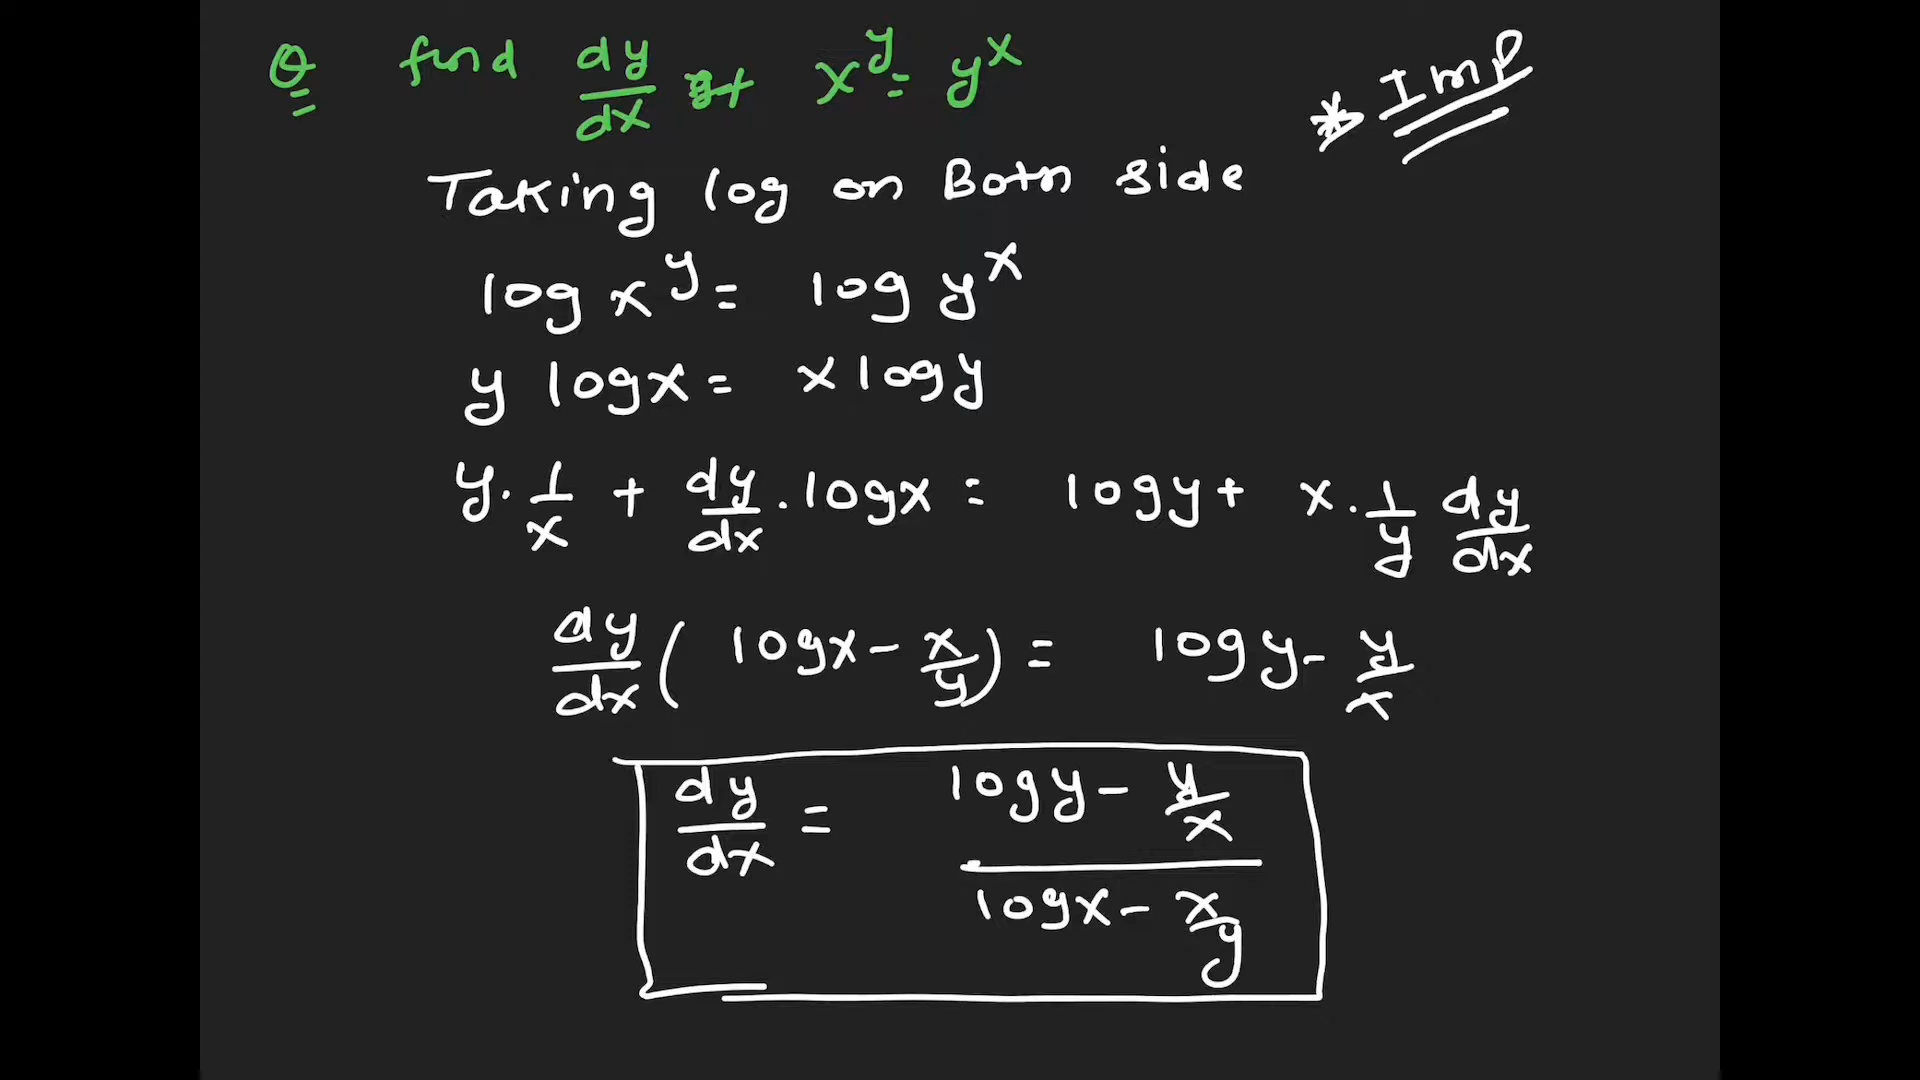 Q find dy/dx if x^y = y^x
* Imp
Taking log on Both side
log x^y = log y^x
y log x = x log y
y · 1/x + dy/dx · log x = log y + x · 1/y dy/dx
dy/dx ( log x - x/y ) = log y - y/x
dy/dx = (log y - y/x) / (log x - x/y)